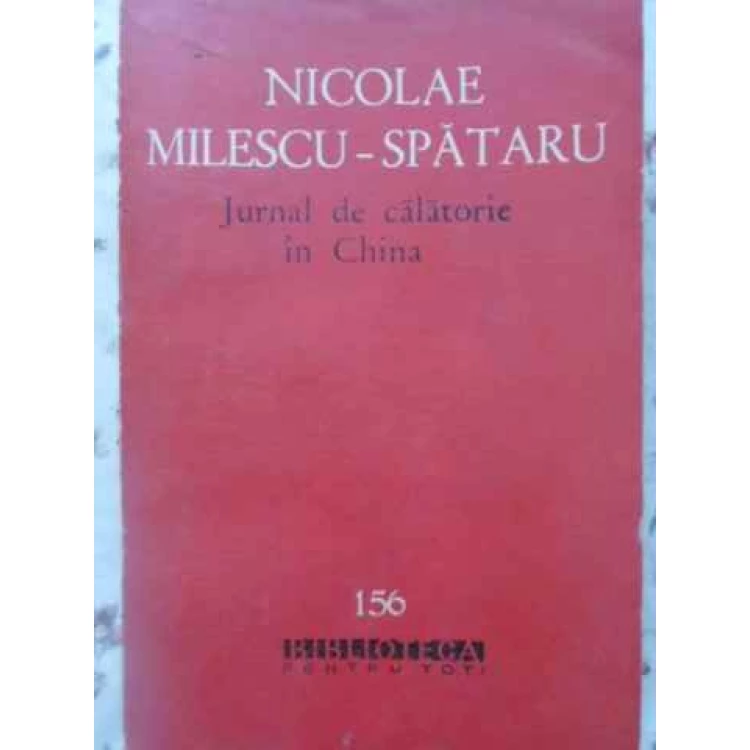 NICOLAE
MILESCU-SPĂTARU
Jurnal de călătorie
în China
156
BIBLIOTECA
PENTRU TOȚI